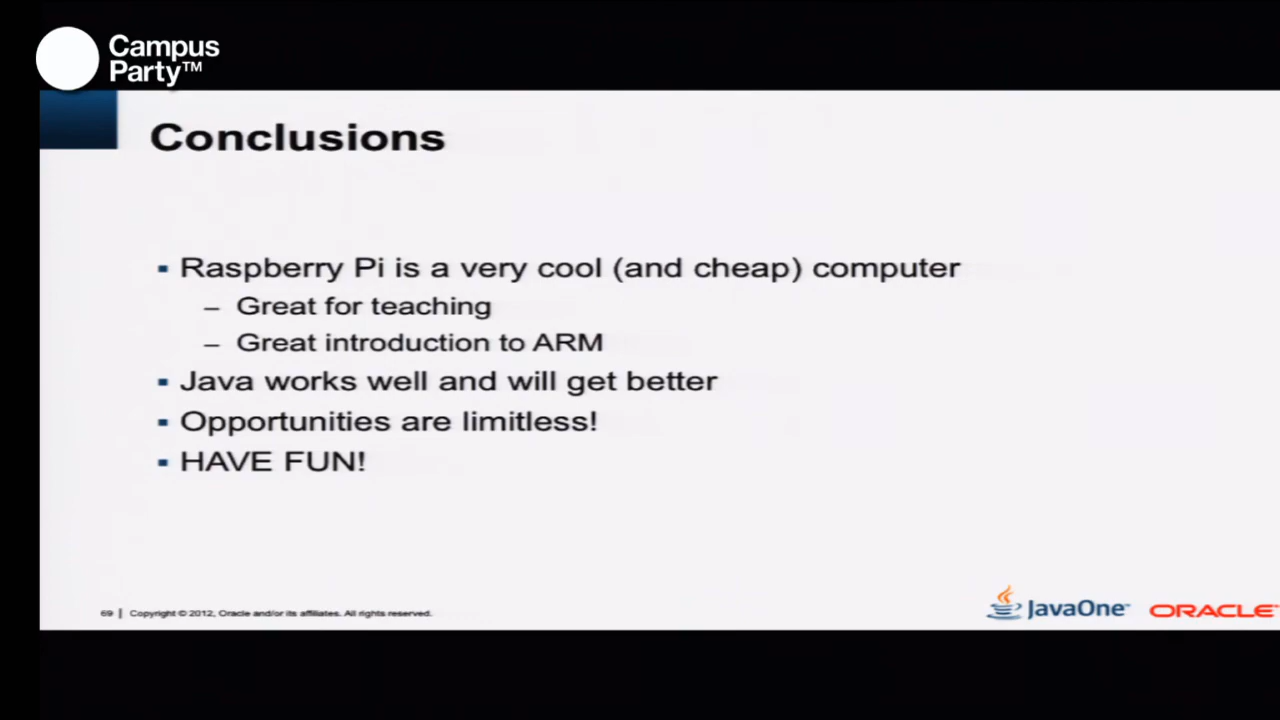 Campus
Party™
Conclusions
▪ Raspberry Pi is a very cool (and cheap) computer
– Great for teaching
– Great introduction to ARM
▪ Java works well and will get better
▪ Opportunities are limitless!
▪ HAVE FUN!
69 | Copyright © 2012, Oracle and/or its affiliates. All rights reserved.
JavaOne™ ORACLE